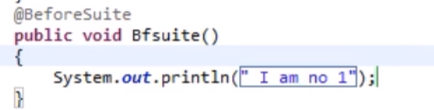 @BeforeSuite
public void Bfsuite()
{
System.out.println(" I am no 1");
}